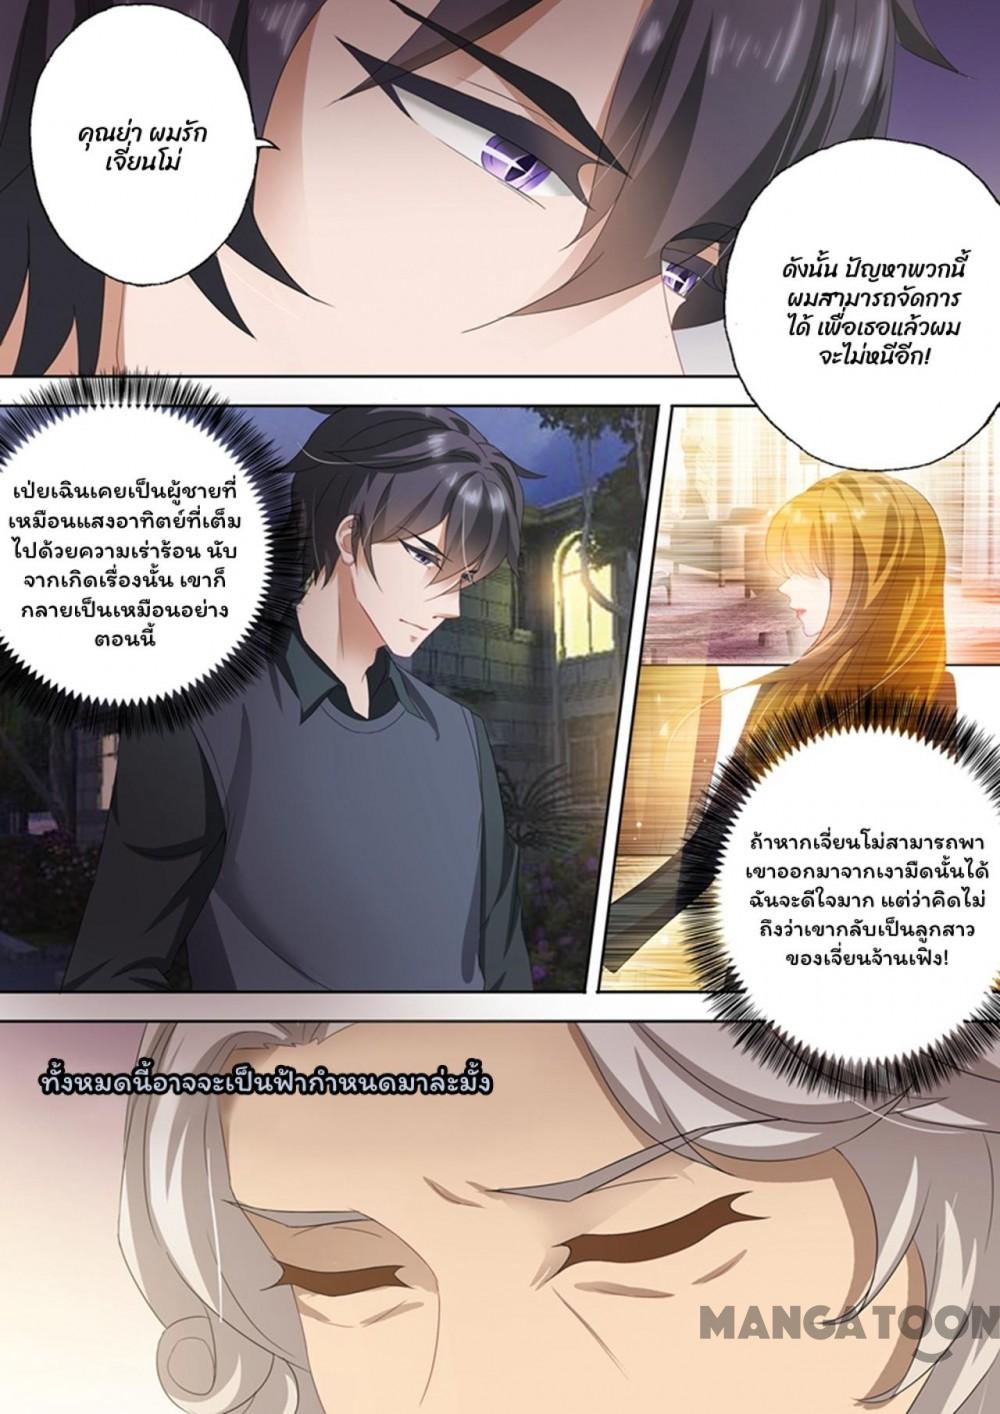 คุณย่า ผมรัก
เจี่ยนโม่
ดังนั้น ปัญหาพวกนี้
ผมสามารถจัดการ
ได้ เพื่อเธอแล้วผม
จะไม่หนีอีก!
เป่ยเฉินเคยเป็นผู้ชายที่
เหมือนแสงอาทิตย์ที่เต็ม
ไปด้วยความเร่าร้อน นับ
จากเกิดเรื่องนั้น เขาก็
กลายเป็นเหมือนอย่าง
ตอนนี้
ถ้าหากเจี่ยนโม่สามารถพา
เขาออกมาจากเงามืดนั้นได้
ฉันจะดีใจมาก แต่ว่าคิดไม่
ถึงว่าเขากลับเป็นลูกสาว
ของเจี่ยนจ้านเฟิง!
ทั้งหมดนี้อาจจะเป็นฟ้ากำหนดมาล่ะมั้ง
MANGATOON